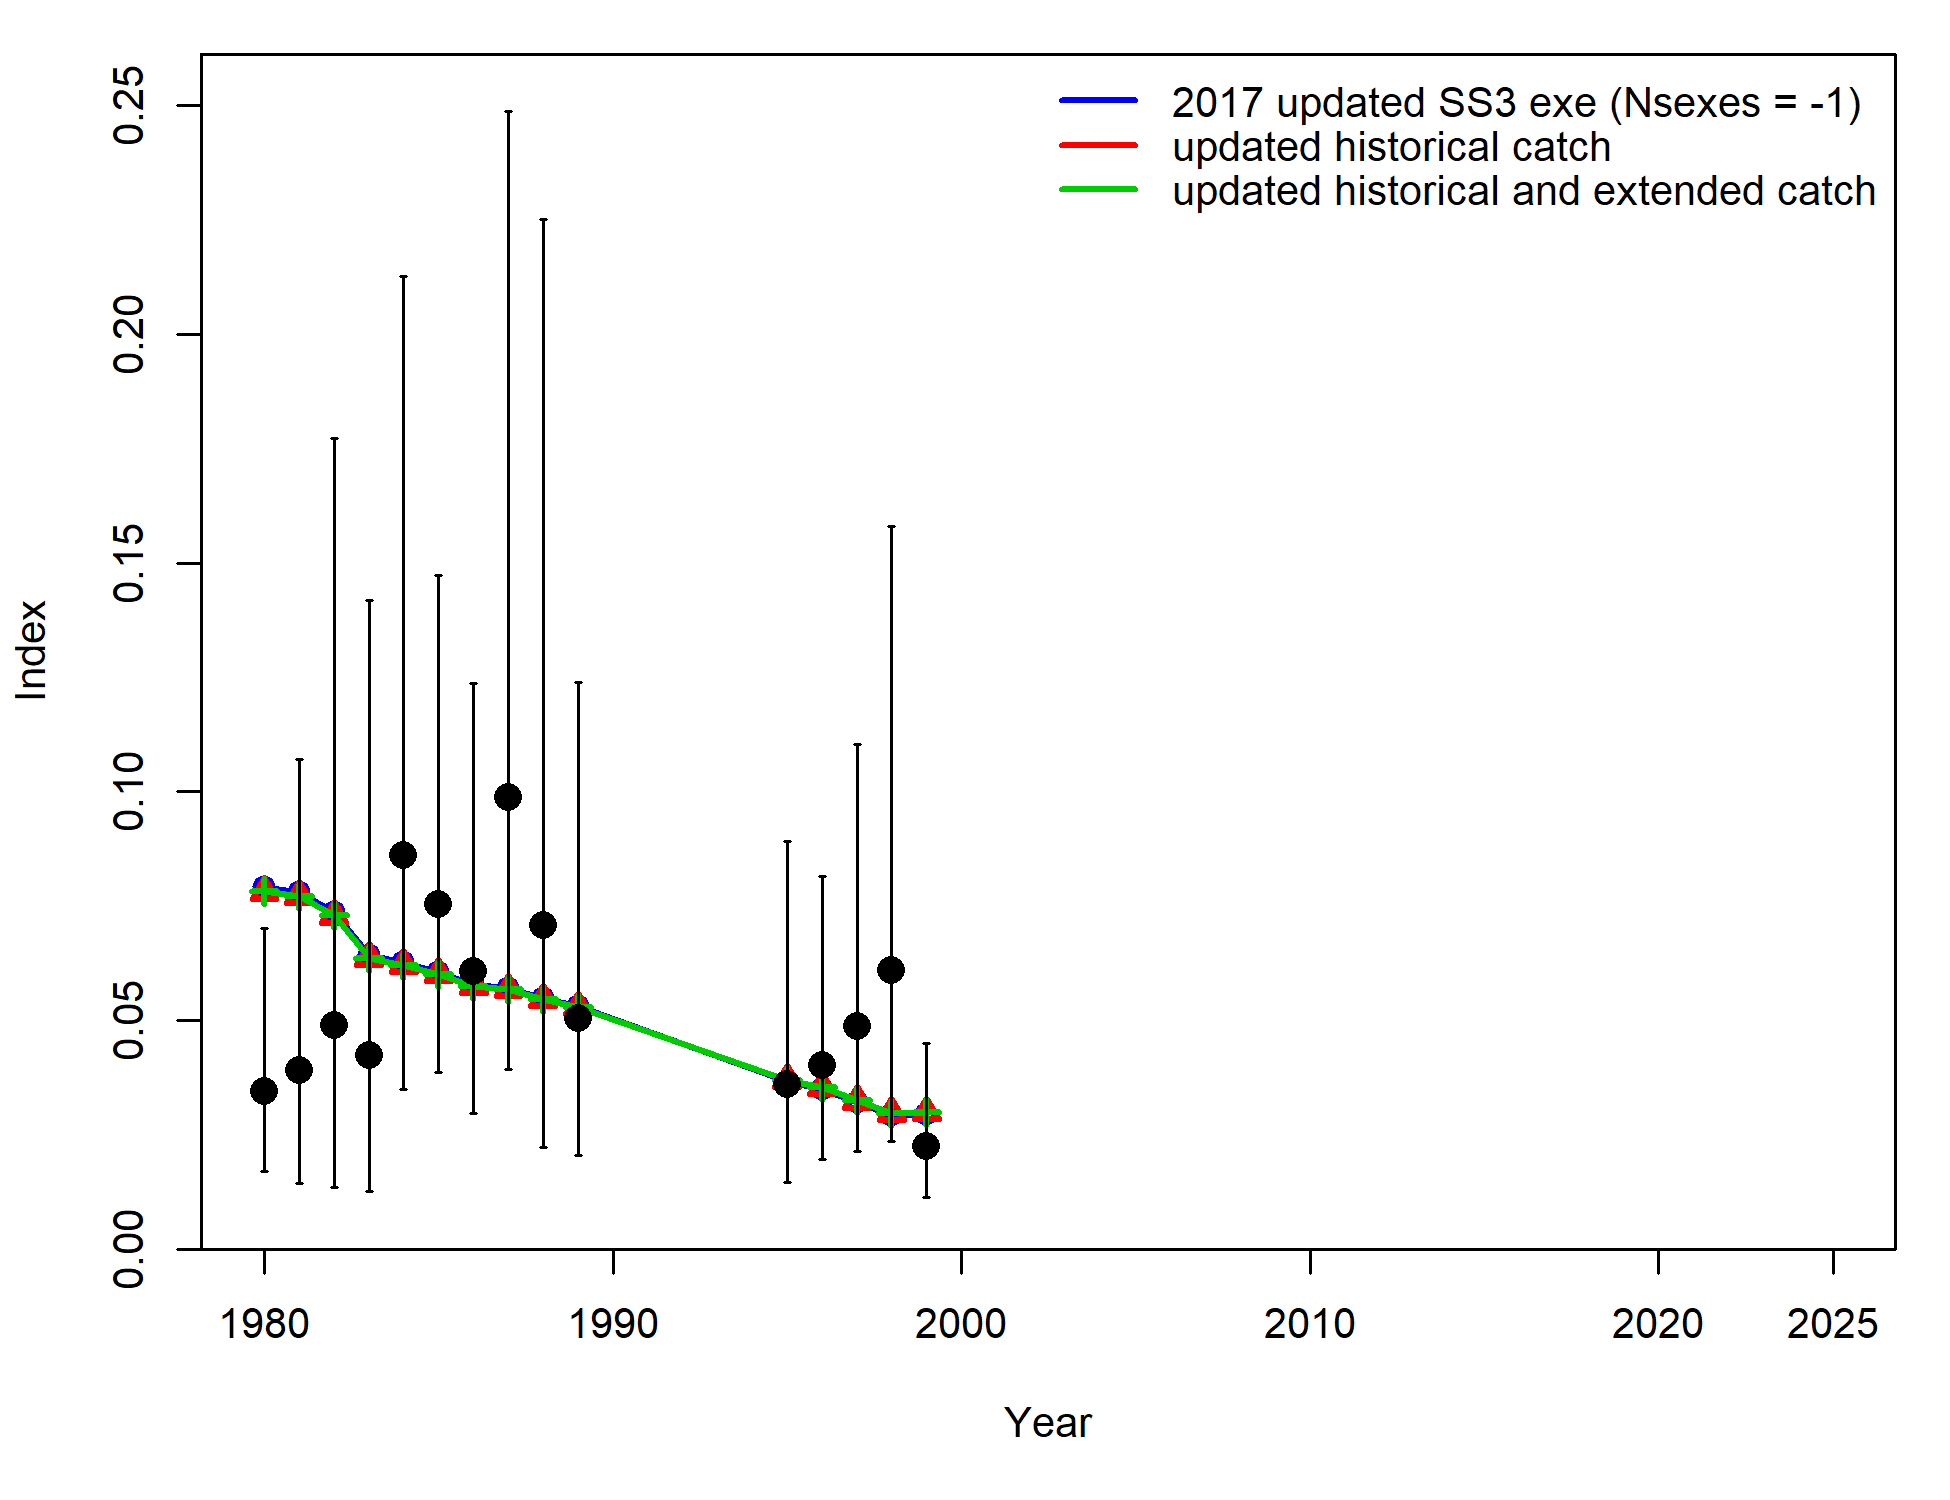 2017 updated SS3 exe (Nsexes = -1)
updated historical catch
updated historical and extended catch
0.25
0.20
0.15
0.10
0.05
0.00
Index
1980 1990 2000 2010 2020 2025
Year